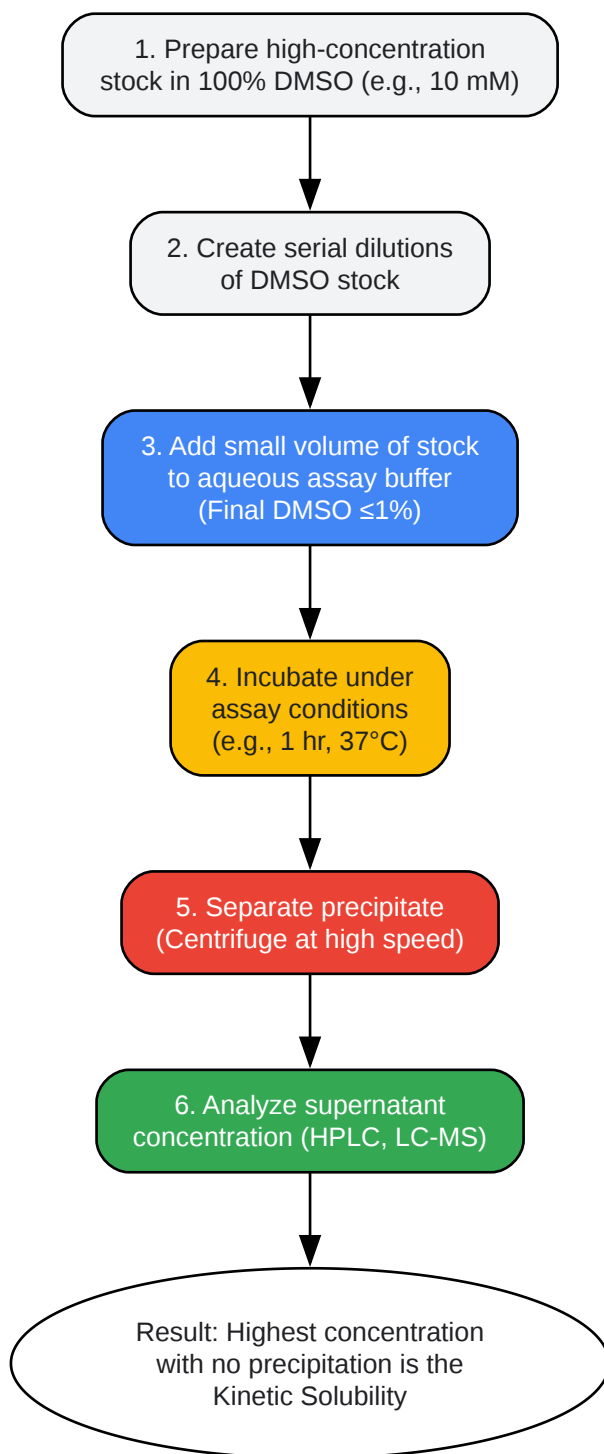 1. Prepare high-concentration
stock in 100% DMSO (e.g., 10 mM)
2. Create serial dilutions
of DMSO stock
3. Add small volume of stock
to aqueous assay buffer
(Final DMSO ≤1%)
4. Incubate under
assay conditions
(e.g., 1 hr, 37°C)
5. Separate precipitate
(Centrifuge at high speed)
6. Analyze supernatant
concentration (HPLC, LC-MS)
Result: Highest concentration
with no precipitation is the
Kinetic Solubility